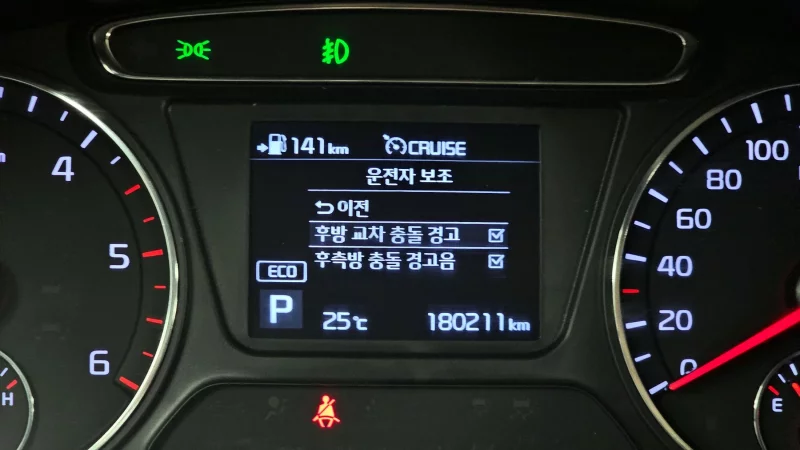 141km CRUISE
운전자 보조
이전
후방 교차 충돌 경고
후측방 충돌 경고음
ECO
P
25℃ 180211km
4
5
6
H
100
80
60
40
20
0
E